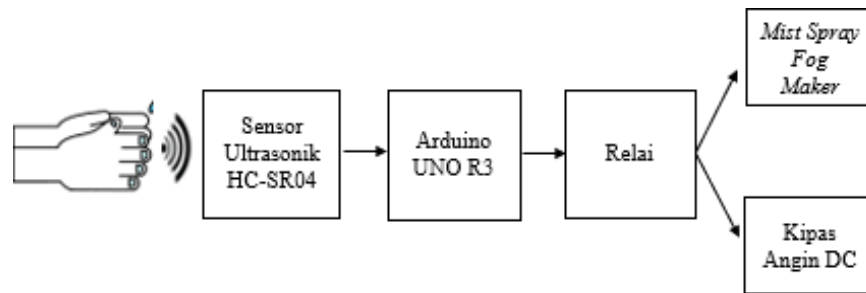 Sensor
Ultrasonik
HC-SR04
Arduino
UNO R3
Relai
Mist Spray
Fog
Maker
Kipas
Angin DC